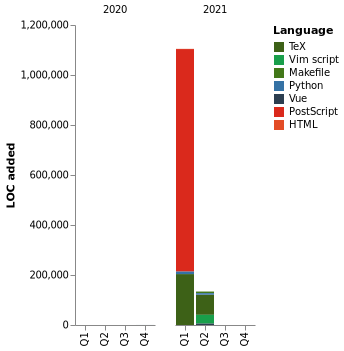 2020 2021
Language
TeX
Vim script
Makefile
Python
Vue
PostScript
HTML
LOC added
1,200,000
1,000,000
800,000
600,000
400,000
200,000
0
Q1 Q2 Q3 Q4 Q1 Q2 Q3 Q4